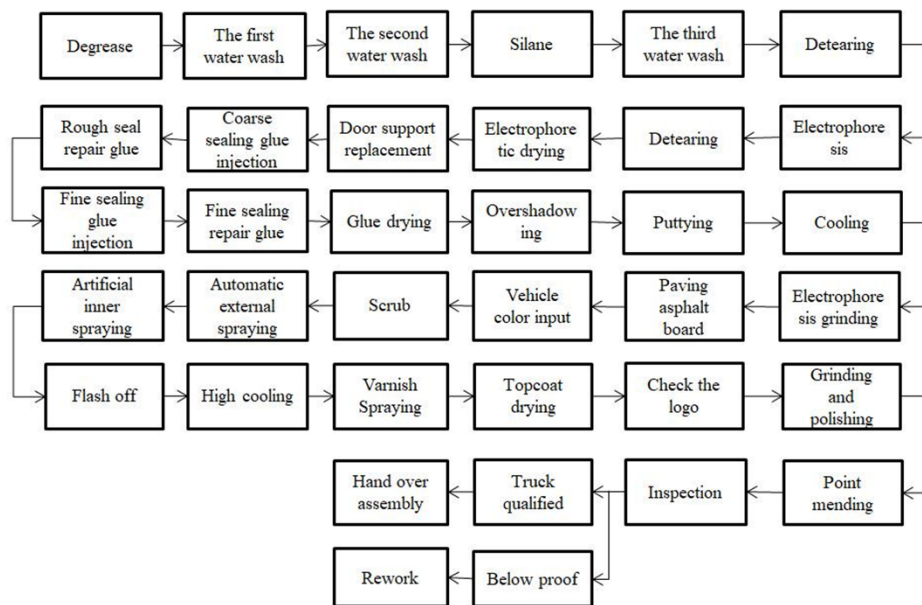 Degrease
The first
water wash
The second
water wash
Silane
The third
water wash
Detearing
Rough seal
repair glue
Coarse
sealing glue
injection
Door support
replacement
Electrophore
tic drying
Detearing
Electrophore
sis
Fine sealing
glue
injection
Fine sealing
repair glue
Glue drying
Overshadow
ing
Puttying
Cooling
Artificial
inner
spraying
Automatic
external
spraying
Scrub
Vehicle
color input
Paving
asphalt
board
Electrophore
sis grinding
Flash off
High cooling
Varnish
Spraying
Topcoat
drying
Check the
logo
Grinding
and
polishing
Hand over
assembly
Truck
qualified
Inspection
Point
mending
Rework
Below proof